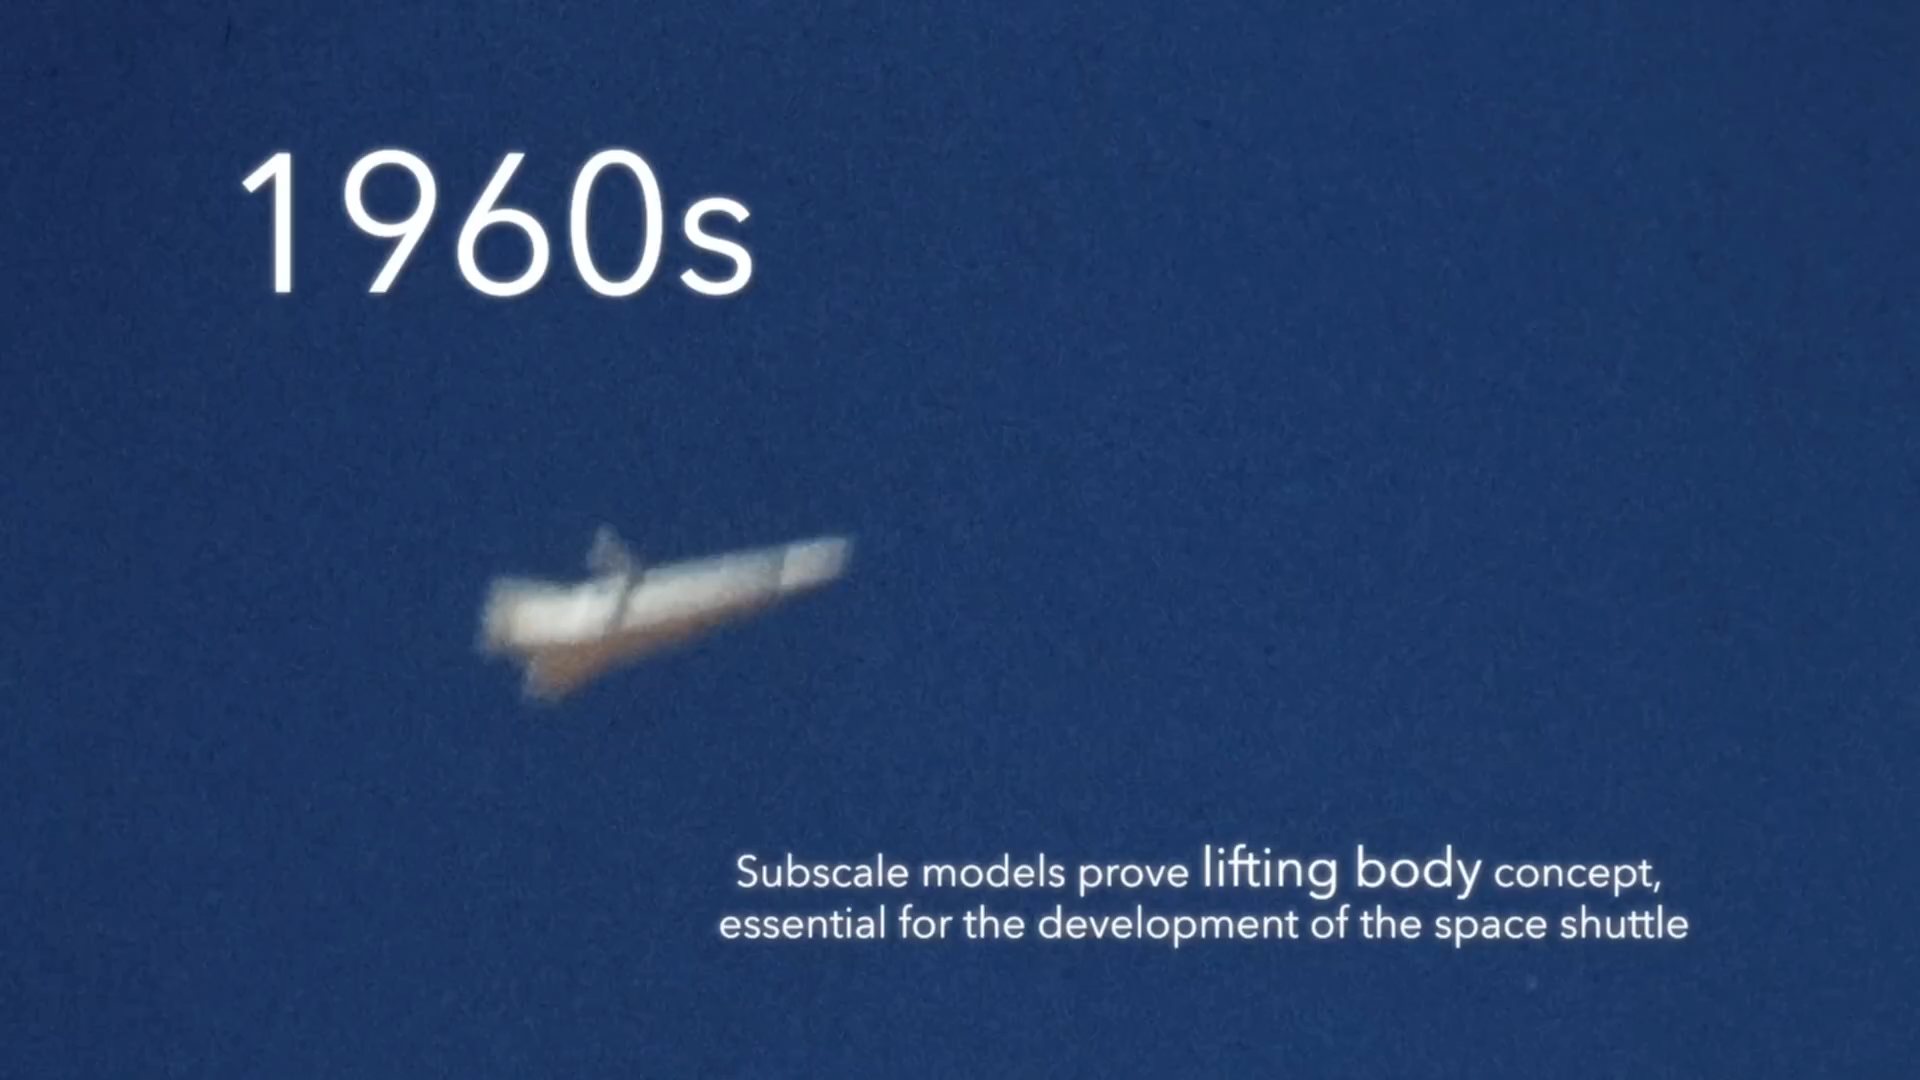 1960s
Subscale models prove lifting body concept,
essential for the development of the space shuttle